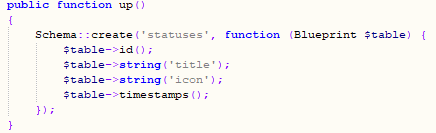 public function up()
{
    Schema::create('statuses', function (Blueprint $table) {
        $table->id();
        $table->string('title');
        $table->string('icon');
        $table->timestamps();
    });
}